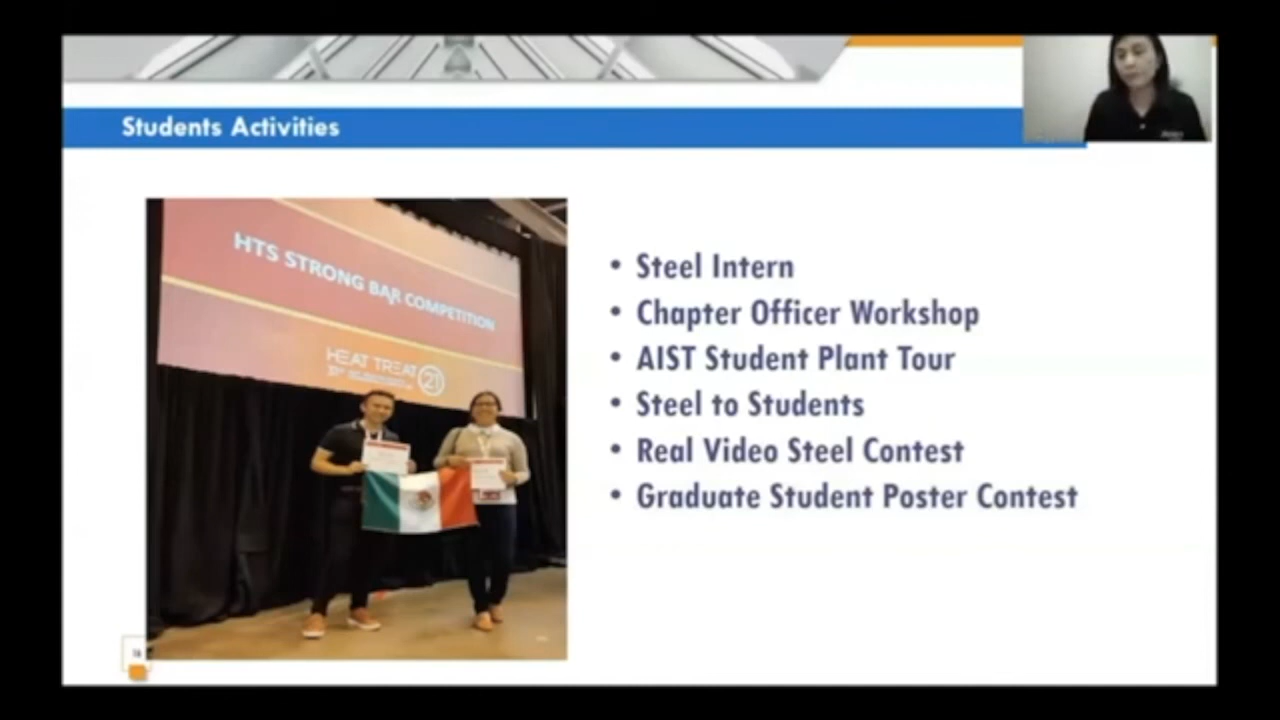 Students Activities
HTS STRONG BAR COMPETITION
HEAT TREAT 21
• Steel Intern
• Chapter Officer Workshop
• AIST Student Plant Tour
• Steel to Students
• Real Video Steel Contest
• Graduate Student Poster Contest